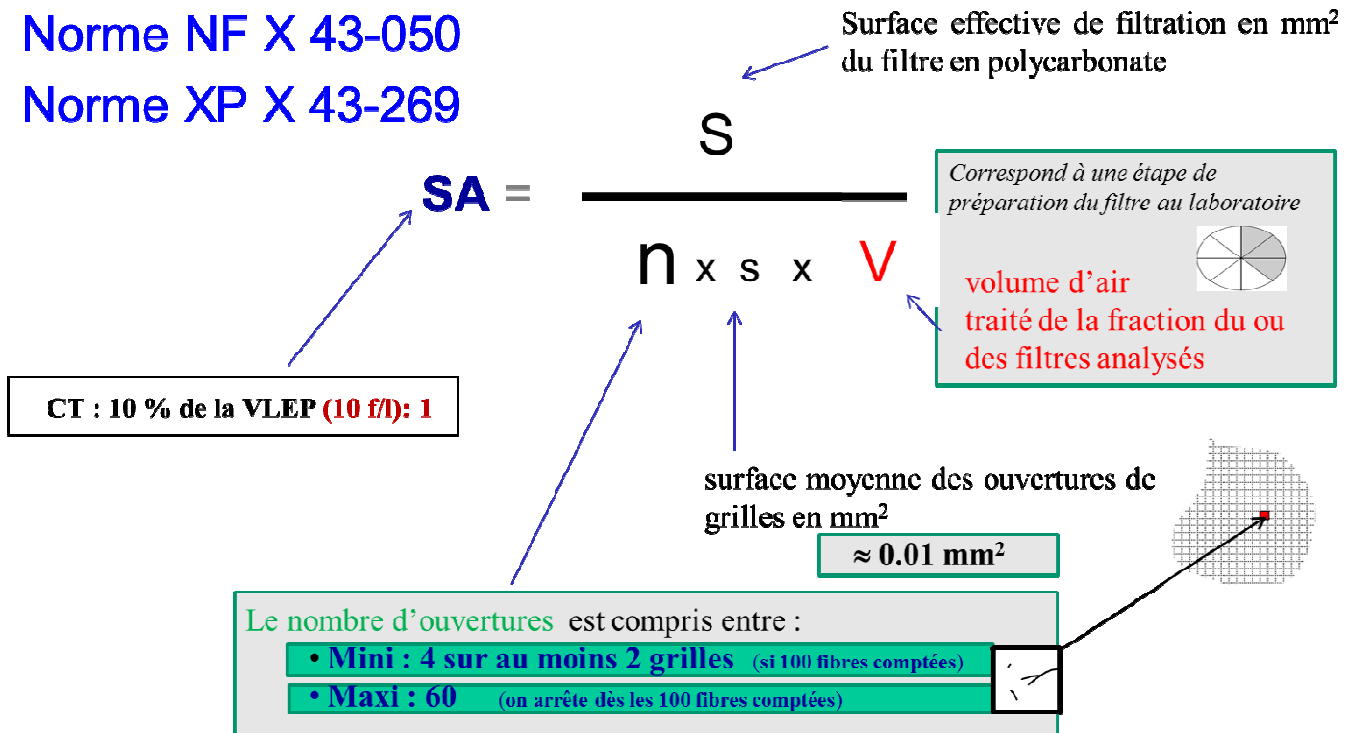 Norme NF X 43-050
Norme XP X 43-269
Surface effective de filtration en mm²
du filtre en polycarbonate
S
SA =
n x s x V
Correspond à une étape de
préparation du filtre au laboratoire
volume d'air
traité de la fraction du ou
des filtres analysés
CT : 10 % de la VLEP (10 f/l): 1
surface moyenne des ouvertures de
grilles en mm²
≈ 0.01 mm²
Le nombre d'ouvertures est compris entre :
• Mini : 4 sur au moins 2 grilles (si 100 fibres comptées)
• Maxi : 60 (on arrête dès les 100 fibres comptées)